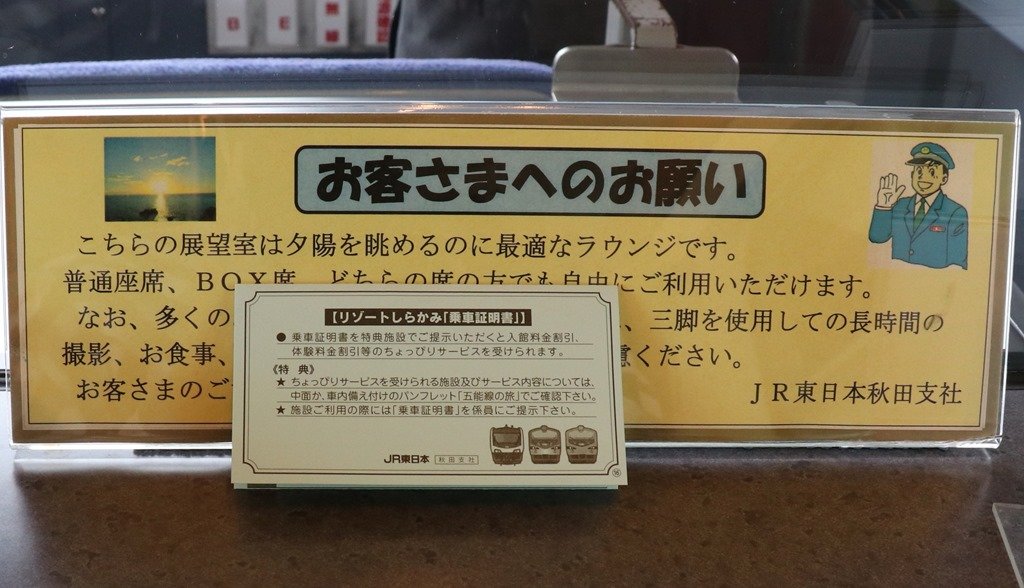 B
E
無線
お客さまへのお願い
こちらの展望室は夕陽を眺めるのに最適なラウンジです。
普通座席、BOX席、どちらの席の方でも自由にご利用いただけます。
なお、多くの 三脚を使用しての長時間の
撮影、お食事、 ください。
お客さまのご
JR東日本秋田支社
【リゾートしらかみ「乗車証明書」】
● 乗車証明書を特典施設でご提示いただくと入館料金割引、
体験料金割引等のちょっぴりサービスを受けられます。
《特 典》
★ ちょっぴりサービスを受けられる施設及びサービス内容については、
中面か、車内備え付けのパンフレット「五能線の旅」でご確認下さい。
★ 施設ご利用の際には「乗車証明書」を係員にご提示下さい。
JR東日本 秋田支社